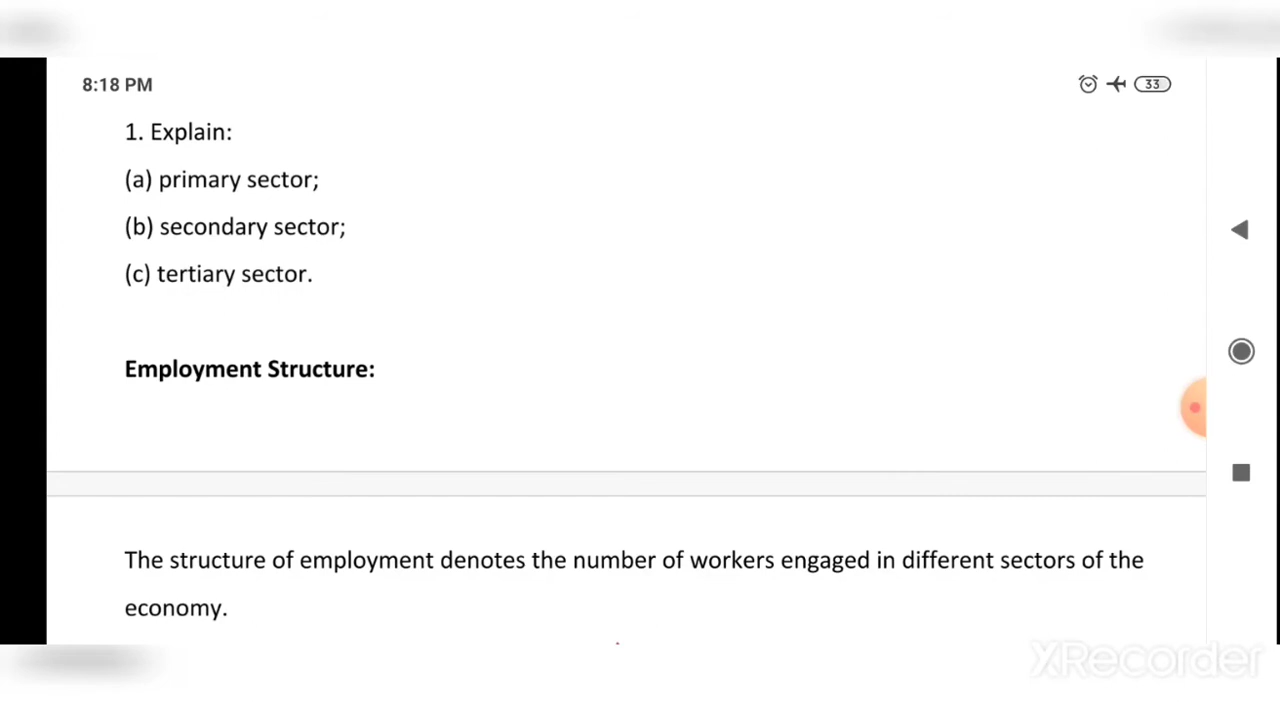 8:18 PM
33
1. Explain:
(a) primary sector;
(b) secondary sector;
(c) tertiary sector.
Employment Structure:
The structure of employment denotes the number of workers engaged in different sectors of the
economy.
XRecorder